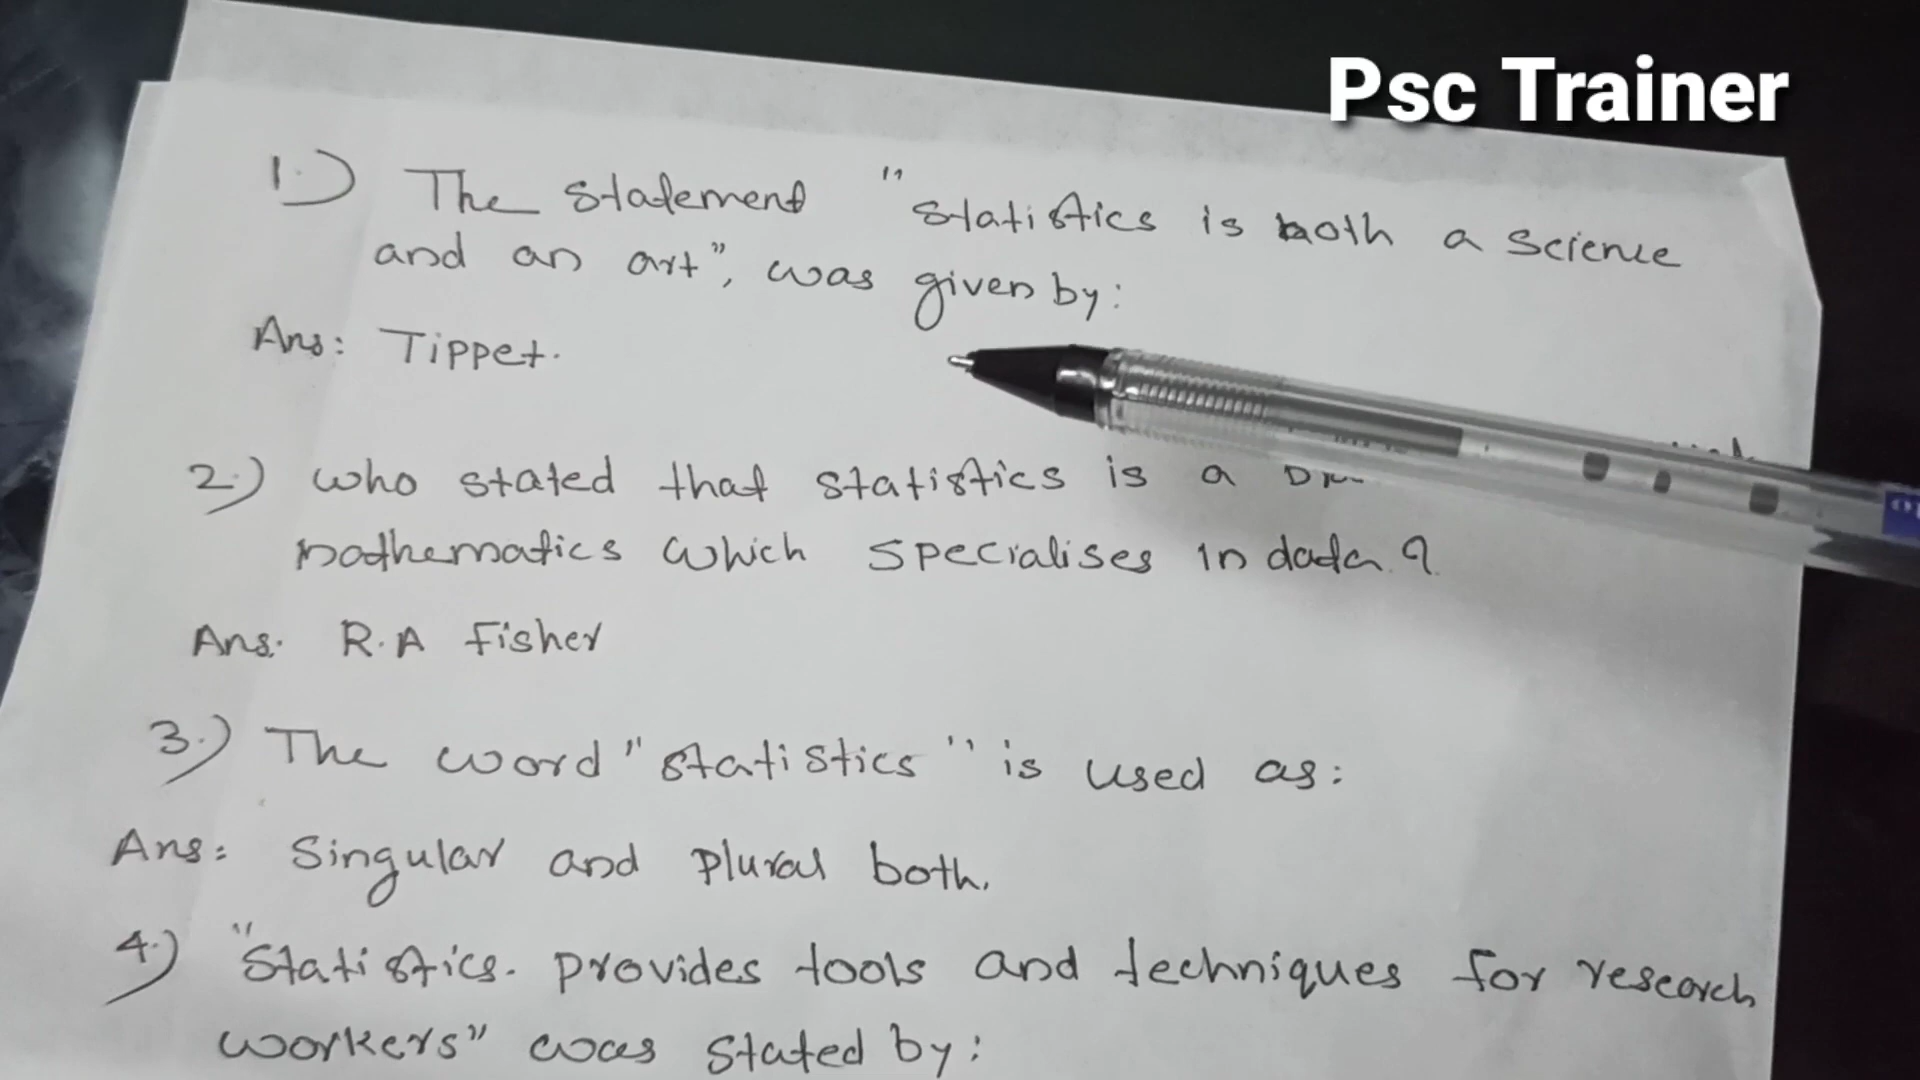 Psc Trainer
1.) The statement "statistics is both a science
and an art", was given by:
Ans: Tippet.
2.) who stated that statistics is a
mathematics which specialises in data ?
Ans. R.A Fisher
3.) The word "statistics" is used as:
Ans: Singular and plural both.
4.) "Statistics. provides tools and techniques for research
workers" was stated by: